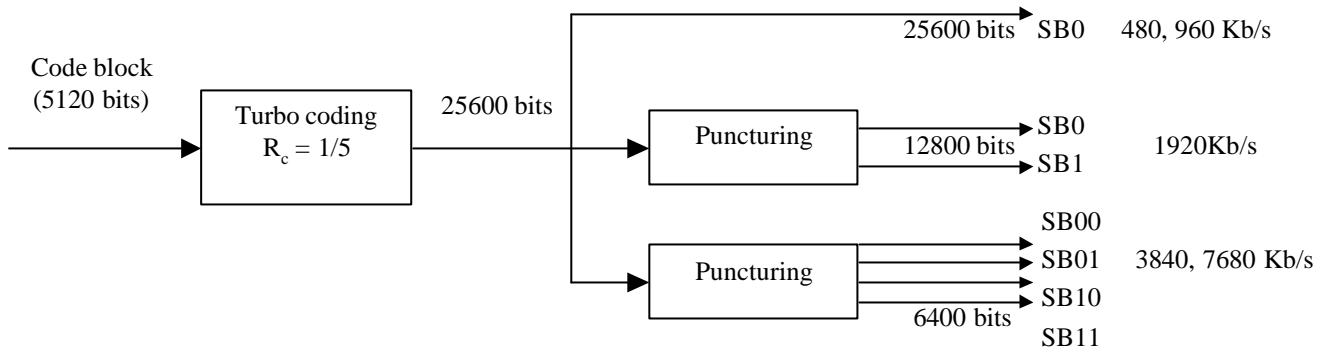 25600 bits SB0 480, 960 Kb/s
Code block
(5120 bits)
Turbo coding
R_c = 1/5
25600 bits
Puncturing
SB0
12800 bits
SB1
1920Kb/s
SB00
Puncturing
SB01 3840, 7680 Kb/s
SB10
6400 bits
SB11